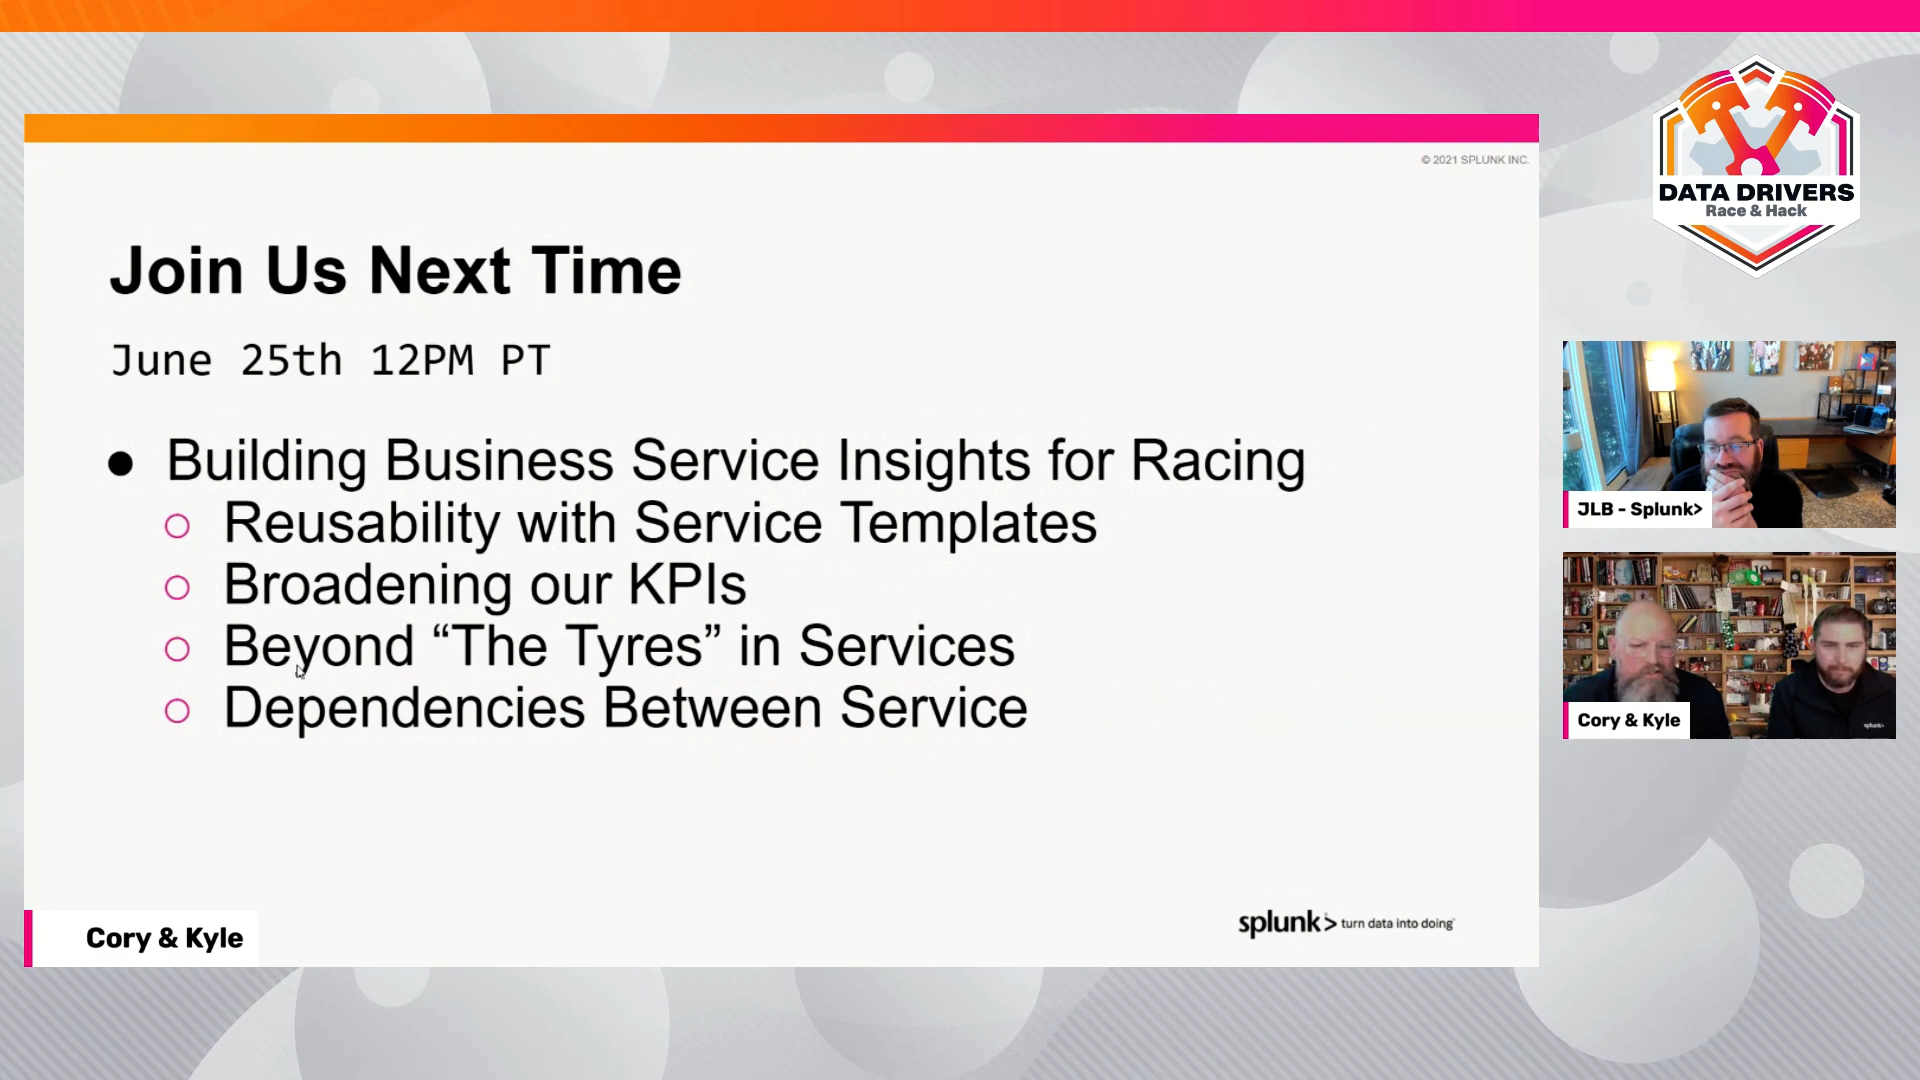 © 2021 SPLUNK INC.
DATA DRIVERS
Race & Hack
Join Us Next Time
June 25th 12PM PT
● Building Business Service Insights for Racing
○ Reusability with Service Templates
○ Broadening our KPIs
○ Beyond “The Tyres” in Services
○ Dependencies Between Service
JLB - Splunk>
splunk>
Cory & Kyle
splunk> turn data into doing
Cory & Kyle